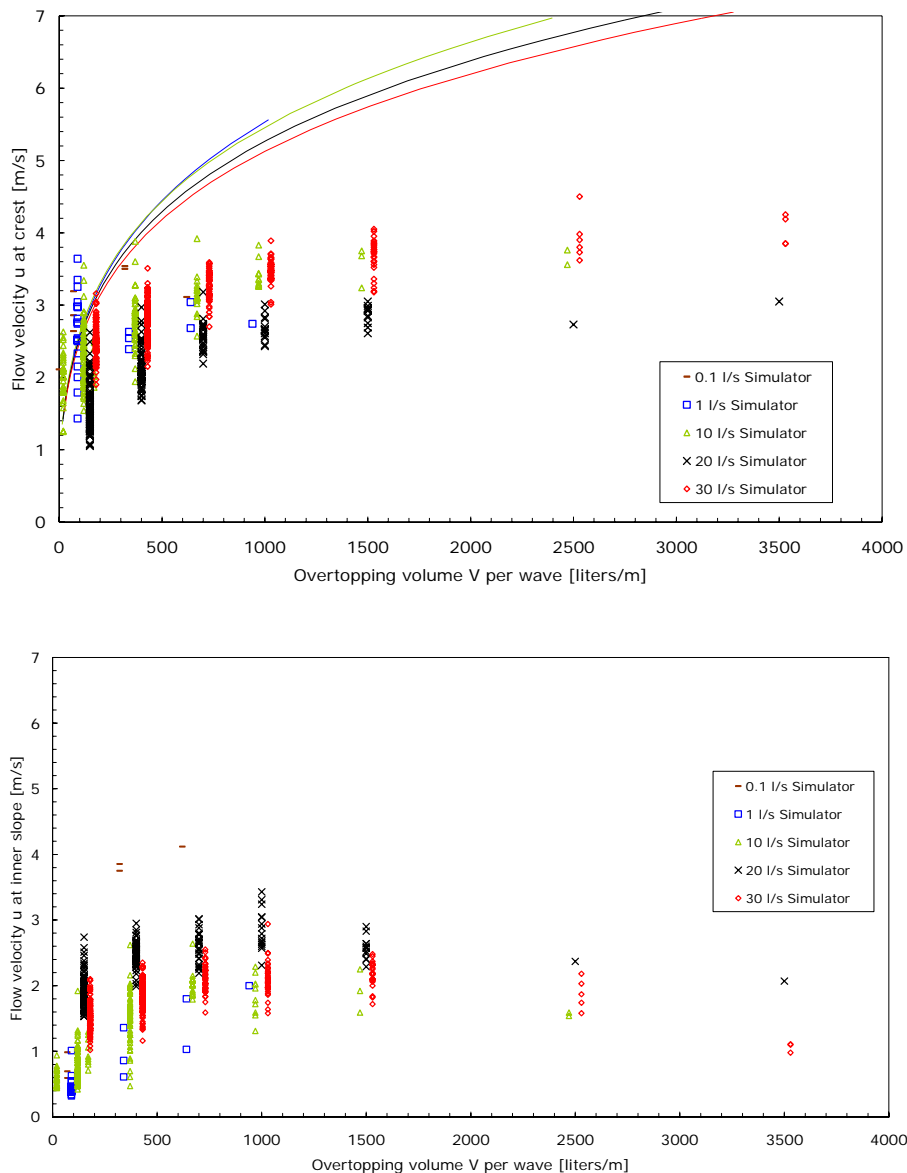 7
6
5
4
3
2
1
0
Flow velocity u at crest [m/s]
0 500 1000 1500 2000 2500 3000 3500 4000
Overtopping volume V per wave [liters/m]
0.1 l/s Simulator
1 l/s Simulator
10 l/s Simulator
20 l/s Simulator
30 l/s Simulator
7
6
5
4
3
2
1
0
Flow velocity u at inner slope [m/s]
0 500 1000 1500 2000 2500 3000 3500 4000
Overtopping volume V per wave [liters/m]
0.1 l/s Simulator
1 l/s Simulator
10 l/s Simulator
20 l/s Simulator
30 l/s Simulator